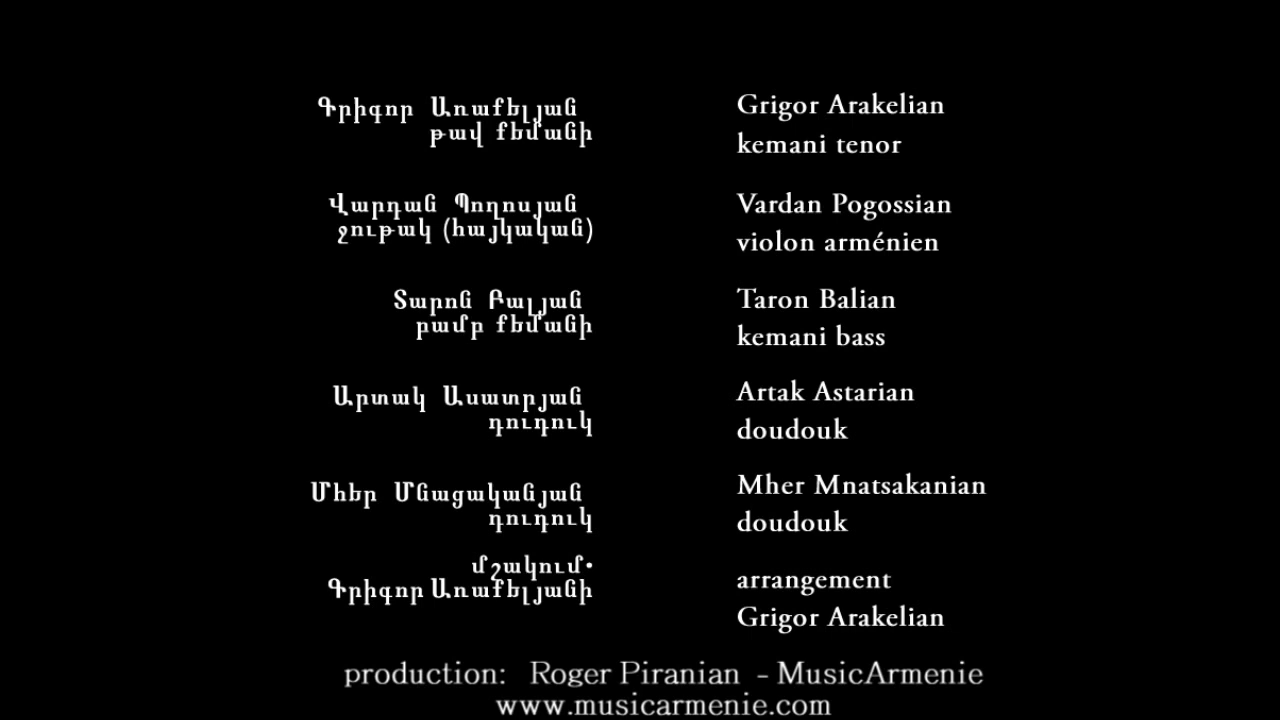 Գրիգոր Առաքելյան
թավ քեմանի
Վարդան Պողոսյան
ջութակ (հայկական)
Տարոն Բալյան
բամբ քեմանի
Արտակ Ասատրյան
դուդուկ
Մհեր Մնացականյան
դուդուկ
մշակում․
Գրիգոր Առաքելյանի
Grigor Arakelian
kemani tenor
Vardan Pogossian
violon arménien
Taron Balian
kemani bass
Artak Astarian
doudouk
Mher Mnatsakanian
doudouk
arrangement
Grigor Arakelian
production: Roger Piranian - MusicArmenie
www.musicarmenie.com